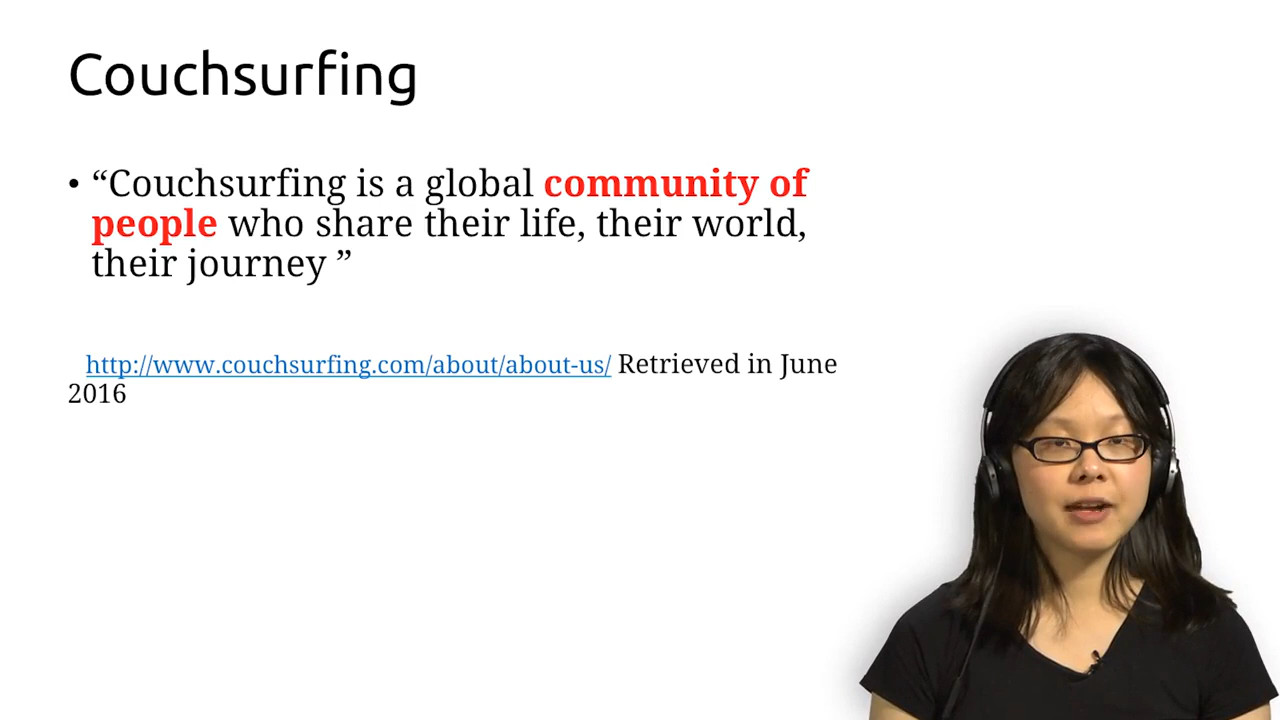 Couchsurfing
• “Couchsurfing is a global community of
people who share their life, their world,
their journey ”
http://www.couchsurfing.com/about/about-us/ Retrieved in June
2016